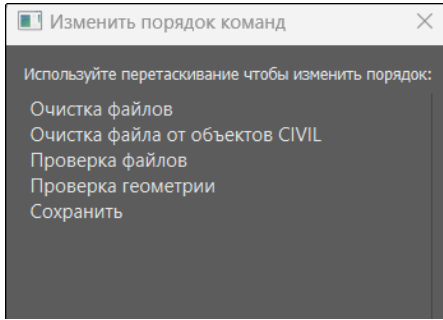 Изменить порядок команд
Используйте перетаскивание чтобы изменить порядок:
Очистка файлов
Очистка файла от объектов CIVIL
Проверка файлов
Проверка геометрии
Сохранить